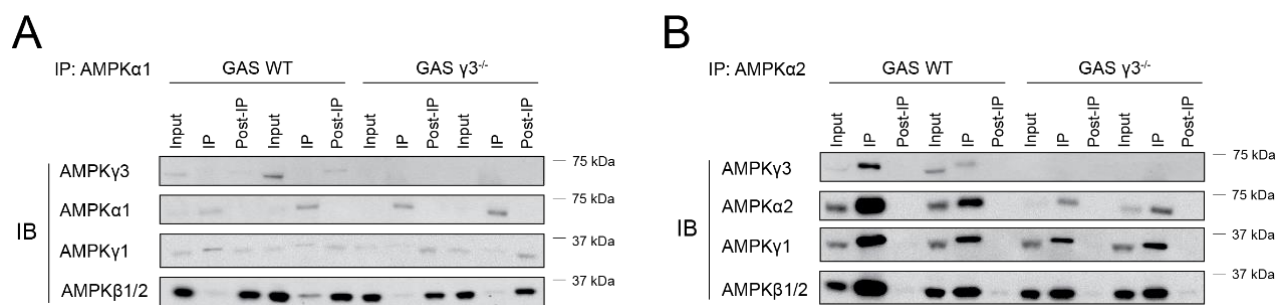 A
IP: AMPKα1
GAS WT
GAS γ3-/-
Input
IP
Post-IP
Input
IP
Post-IP
Input
IP
Post-IP
Input
IP
Post-IP
IB
AMPKγ3
75 kDa
AMPKα1
75 kDa
AMPKγ1
37 kDa
AMPKβ1/2
37 kDa
B
IP: AMPKα2
GAS WT
GAS γ3-/-
Input
IP
Post-IP
Input
IP
Post-IP
Input
IP
Post-IP
Input
IP
Post-IP
IB
AMPKγ3
75 kDa
AMPKα2
75 kDa
AMPKγ1
37 kDa
AMPKβ1/2
37 kDa